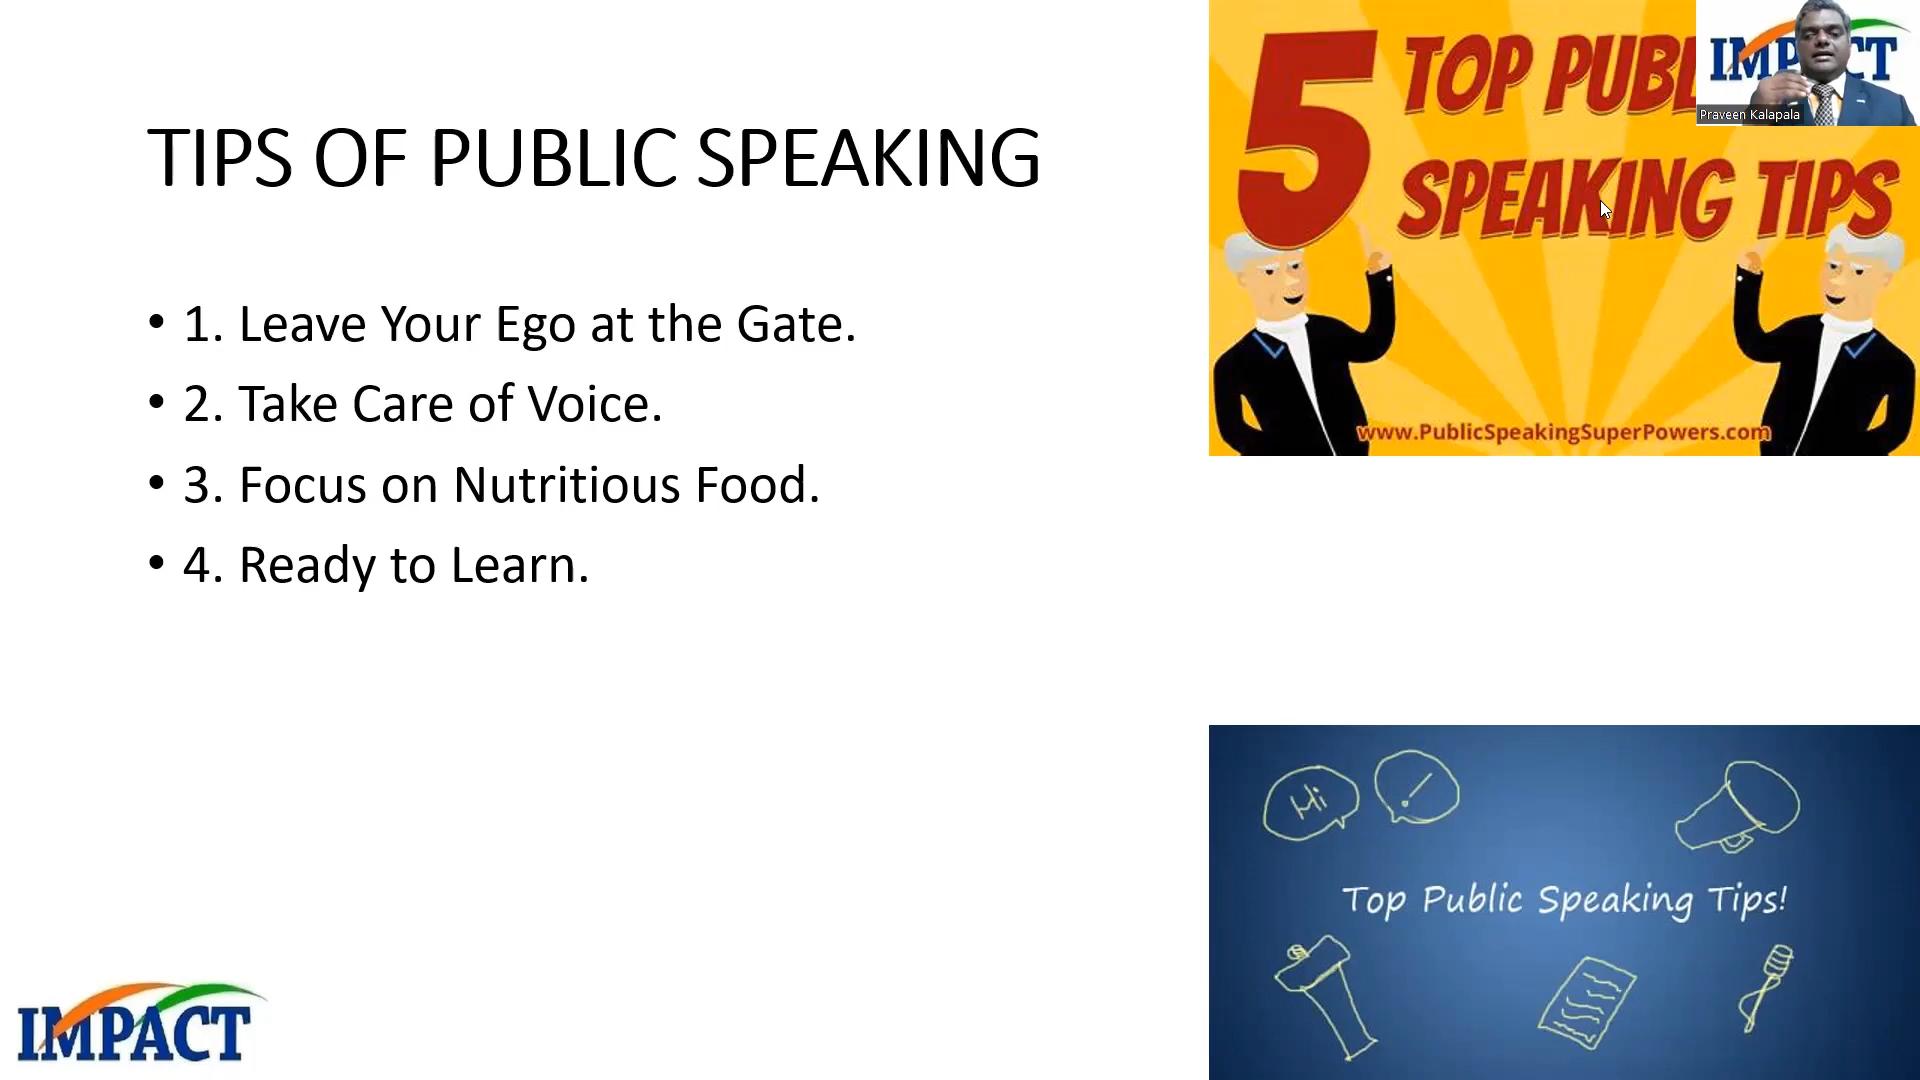 TIPS OF PUBLIC SPEAKING
• 1. Leave Your Ego at the Gate.
• 2. Take Care of Voice.
• 3. Focus on Nutritious Food.
• 4. Ready to Learn.
5 TOP
SPEAKING TIPS
www.PublicSpeakingSuperPowers.com
Praveen Kalapala
Hi !
Top Public Speaking Tips!
IMPACT